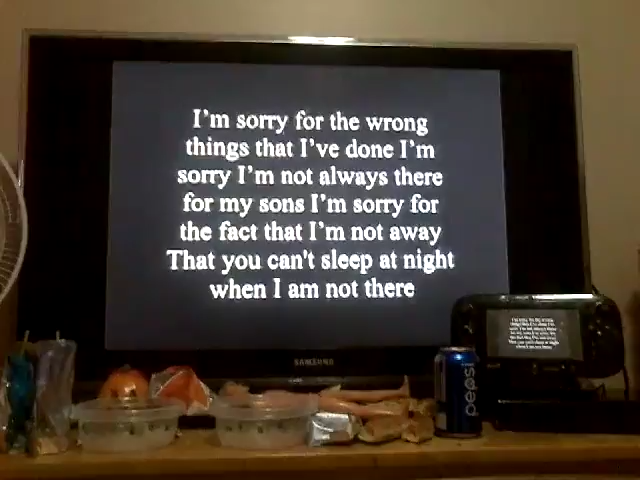 I'm sorry for the wrong
things that I've done I'm
sorry I'm not always there
for my sons I'm sorry for
the fact that I'm not away
That you can't sleep at night
when I am not there
SAMSUNG
pepsi